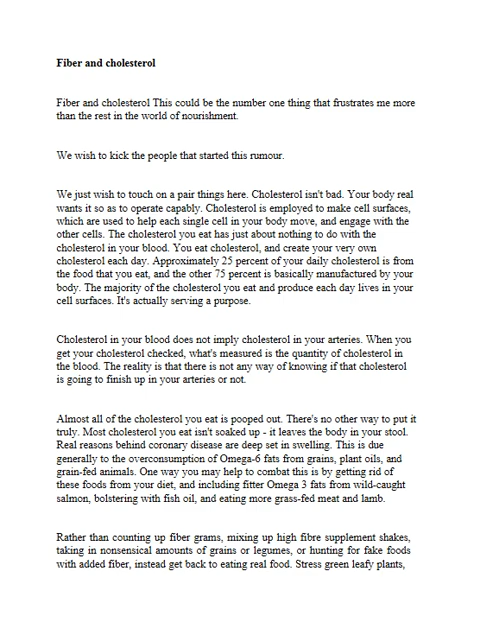 Fiber and cholesterol
Fiber and cholesterol This could be the number one thing that frustrates me more
than the rest in the world of nourishment.
We wish to kick the people that started this rumour.
We just wish to touch on a pair things here. Cholesterol isn't bad. Your body real
wants it so as to operate capably. Cholesterol is employed to make cell surfaces,
which are used to help each single cell in your body move, and engage with the
other cells. The cholesterol you eat has just about nothing to do with the
cholesterol in your blood. You eat cholesterol, and create your very own
cholesterol each day. Approximately 25 percent of your daily cholesterol is from
the food that you eat, and the other 75 percent is basically manufactured by your
body. The majority of the cholesterol you eat and produce each day lives in your
cell surfaces. It's actually serving a purpose.
Cholesterol in your blood does not imply cholesterol in your arteries. When you
get your cholesterol checked, what's measured is the quantity of cholesterol in
the blood. The reality is that there is not any way of knowing if that cholesterol
is going to finish up in your arteries or not.
Almost all of the cholesterol you eat is pooped out. There's no other way to put it
truly. Most cholesterol you eat isn't soaked up - it leaves the body in your stool.
Real reasons behind coronary disease are deep set in swelling. This is due
generally to the overconsumption of Omega-6 fats from grains, plant oils, and
grain-fed animals. One way you may help to combat this is by getting rid of
these foods from your diet, and including fitter Omega 3 fats from wild-caught
salmon, bolstering with fish oil, and eating more grass-fed meat and lamb.
Rather than counting up fiber grams, mixing up high fibre supplement shakes,
taking in nonsensical amounts of grains or legumes, or hunting for fake foods
with added fiber, instead get back to eating real food. Stress green leafy plants,